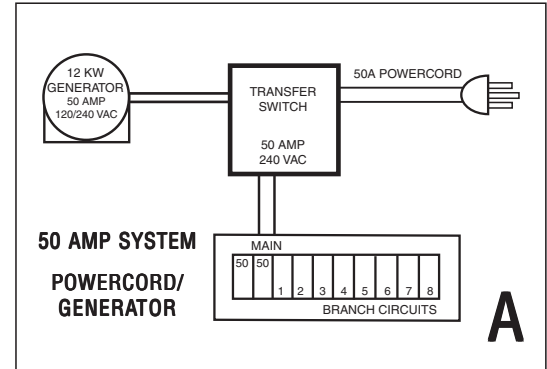 12 KW
GENERATOR
50 AMP
120/240 VAC
TRANSFER
SWITCH
50 AMP
240 VAC
50A POWERCORD
50 AMP SYSTEM
POWERCORD/
GENERATOR
MAIN
50 50 1 2 3 4 5 6 7 8
BRANCH CIRCUITS
A